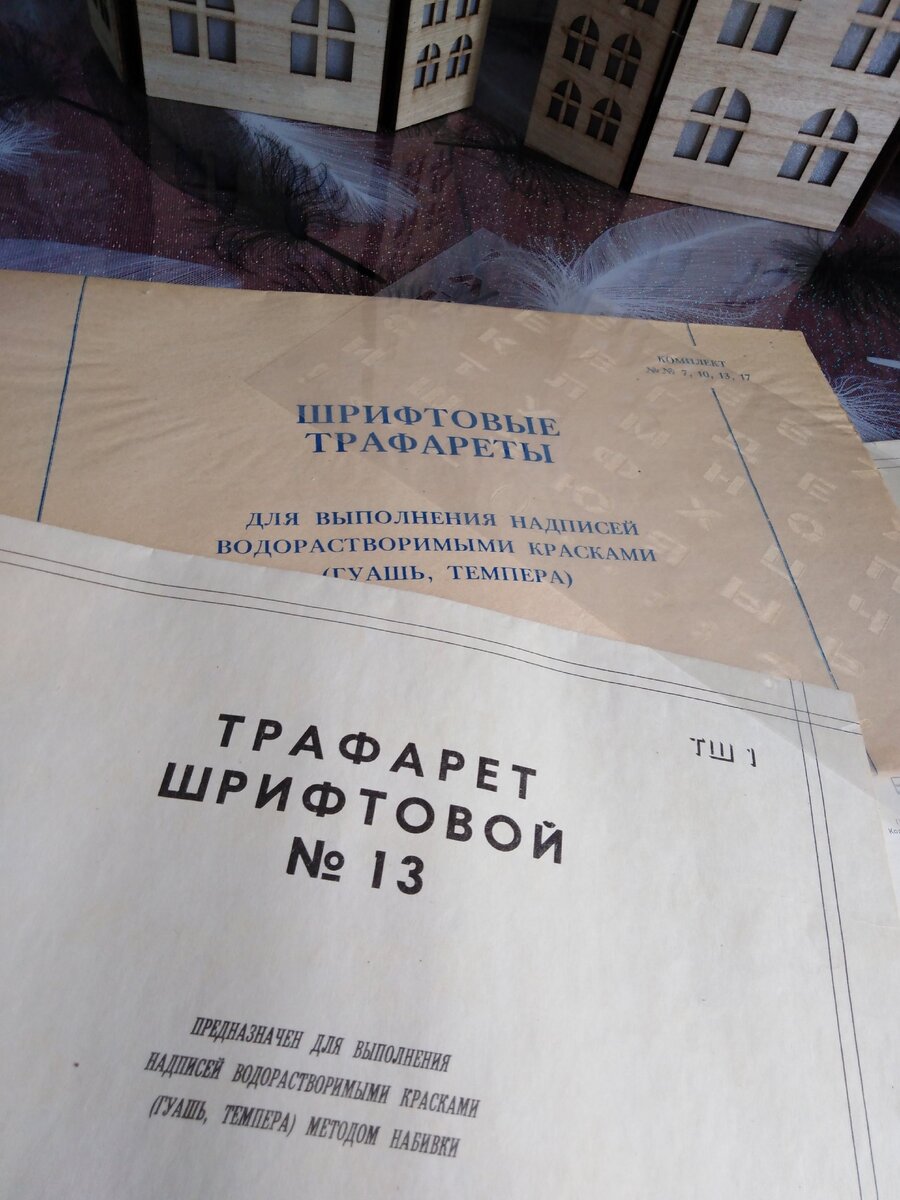 КОМПЛЕКТ
№№ 7, 10, 13, 17
ШРИФТОВЫЕ
ТРАФАРЕТЫ
ДЛЯ ВЫПОЛНЕНИЯ НАДПИСЕЙ
ВОДОРАСТВОРИМЫМИ КРАСКАМИ
(ГУАШЬ, ТЕМПЕРА)
ТШ 1
ТРАФАРЕТ
ШРИФТОВОЙ
№ 13
ПРЕДНАЗНАЧЕН ДЛЯ ВЫПОЛНЕНИЯ
НАДПИСЕЙ ВОДОРАСТВОРИМЫМИ КРАСКАМИ
(ГУАШЬ, ТЕМПЕРА) МЕТОДОМ НАБИВКИ